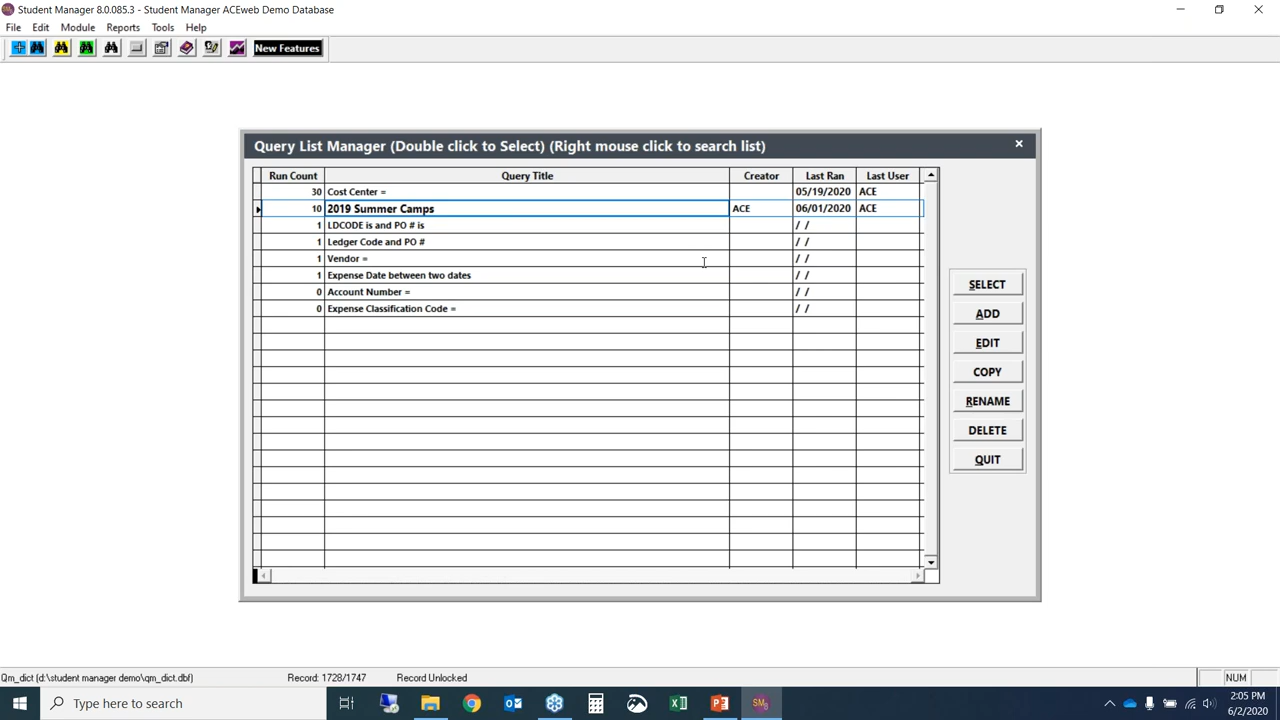 Student Manager 8.0.085.3 - Student Manager ACEweb Demo Database
File Edit Module Reports Tools Help
New Features
Query List Manager (Double click to Select) (Right mouse click to search list)
Run Count Query Title Creator Last Ran Last User
30 Cost Center = 05/19/2020 ACE
10 2019 Summer Camps ACE 06/01/2020 ACE
1 LDCODE is and PO # is / /
1 Ledger Code and PO # / /
1 Vendor = / /
1 Expense Date between two dates / /
0 Account Number = / /
0 Expense Classification Code = / /
SELECT
ADD
EDIT
COPY
RENAME
DELETE
QUIT
Qm_dict (d:\student manager demo\qm_dict.dbf) Record: 1728/1747 Record Unlocked NUM
Type here to search
SM8
2:05 PM
6/2/2020